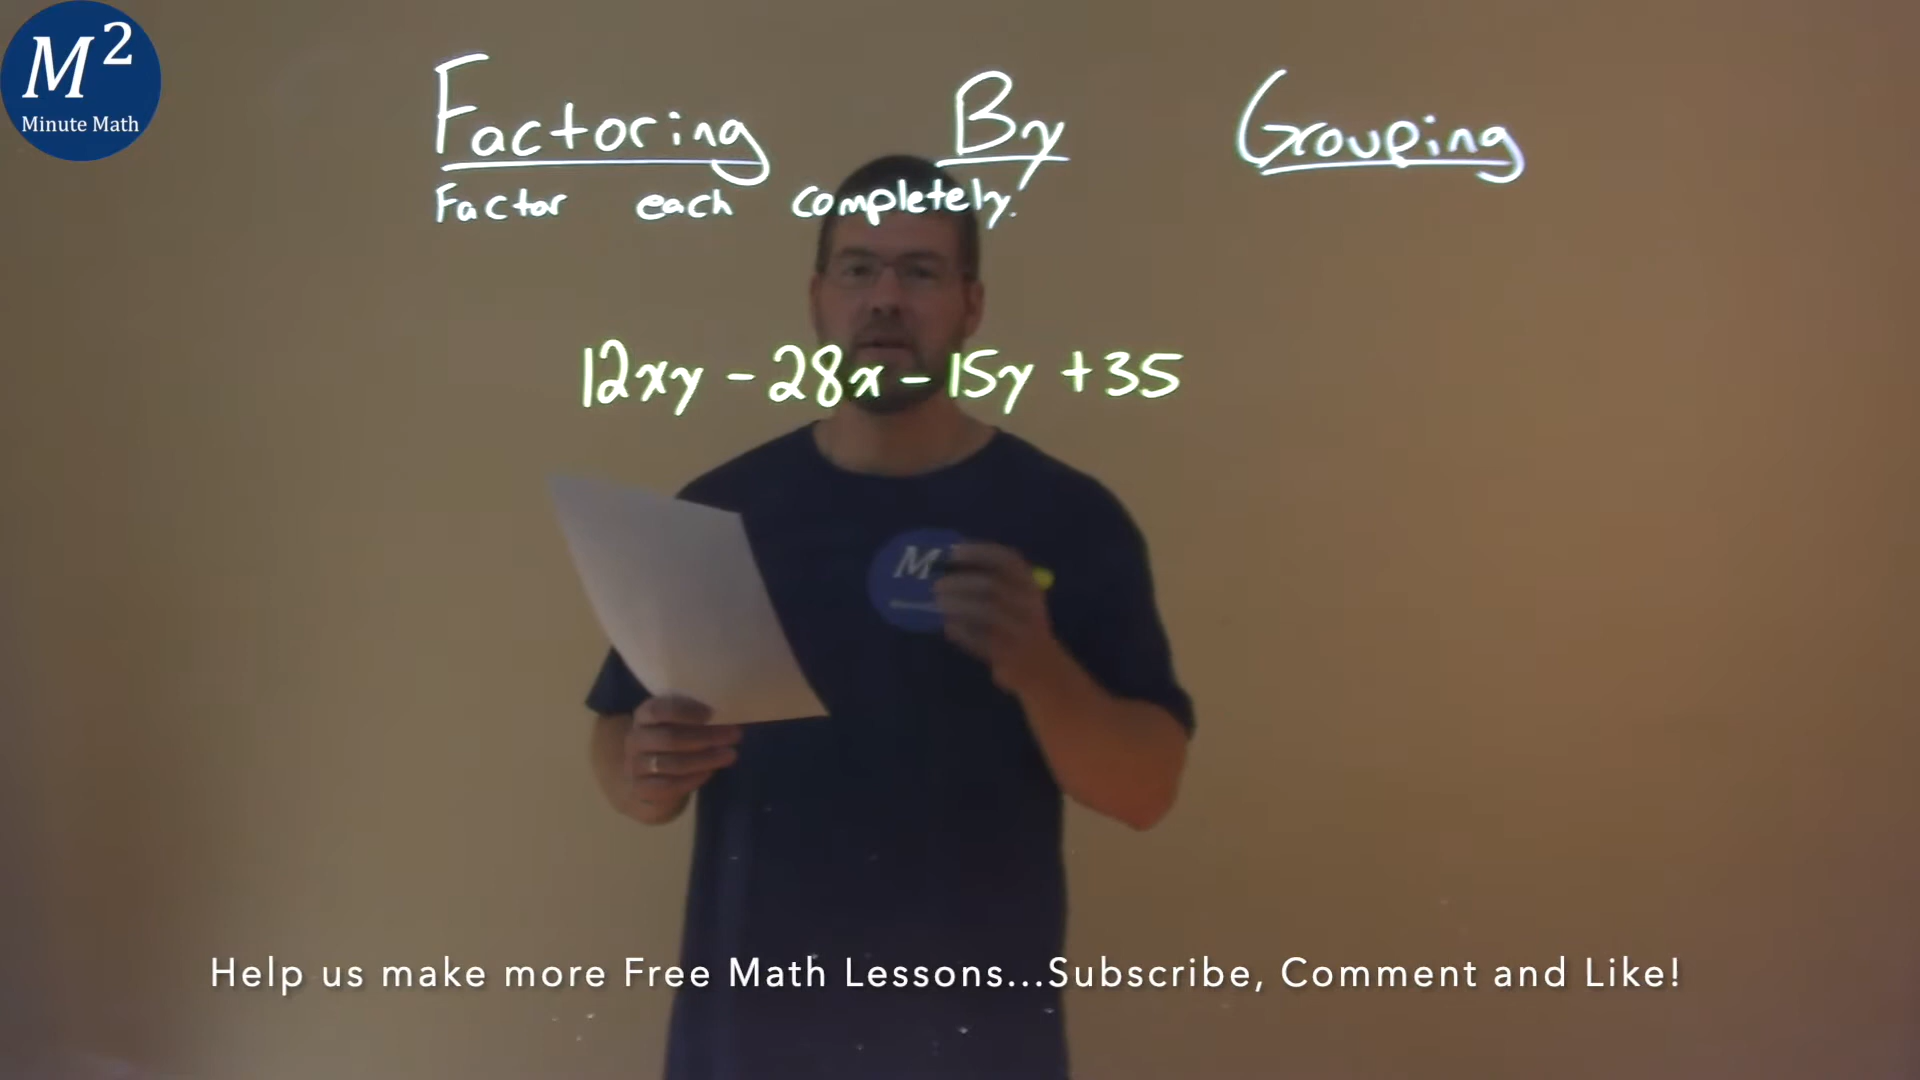 M²
Minute Math
Factoring By Grouping
Factor each completely.
12xy - 28x - 15y + 35
M
Help us make more Free Math Lessons...Subscribe, Comment and Like!